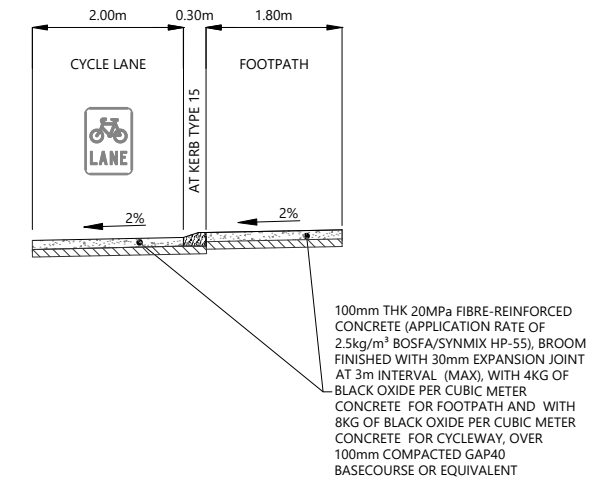 2.00m 0.30m 1.80m
CYCLE LANE
FOOTPATH
AT KERB TYPE 15
LANE
2%
2%
100mm THK 20MPa FIBRE-REINFORCED
CONCRETE (APPLICATION RATE OF
2.5kg/m³ BOSFA/SYNMIX HP-55), BROOM
FINISHED WITH 30mm EXPANSION JOINT
AT 3m INTERVAL (MAX), WITH 4KG OF
BLACK OXIDE PER CUBIC METER
CONCRETE FOR FOOTPATH AND WITH
8KG OF BLACK OXIDE PER CUBIC METER
CONCRETE FOR CYCLEWAY, OVER
100mm COMPACTED GAP40
BASECOURSE OR EQUIVALENT